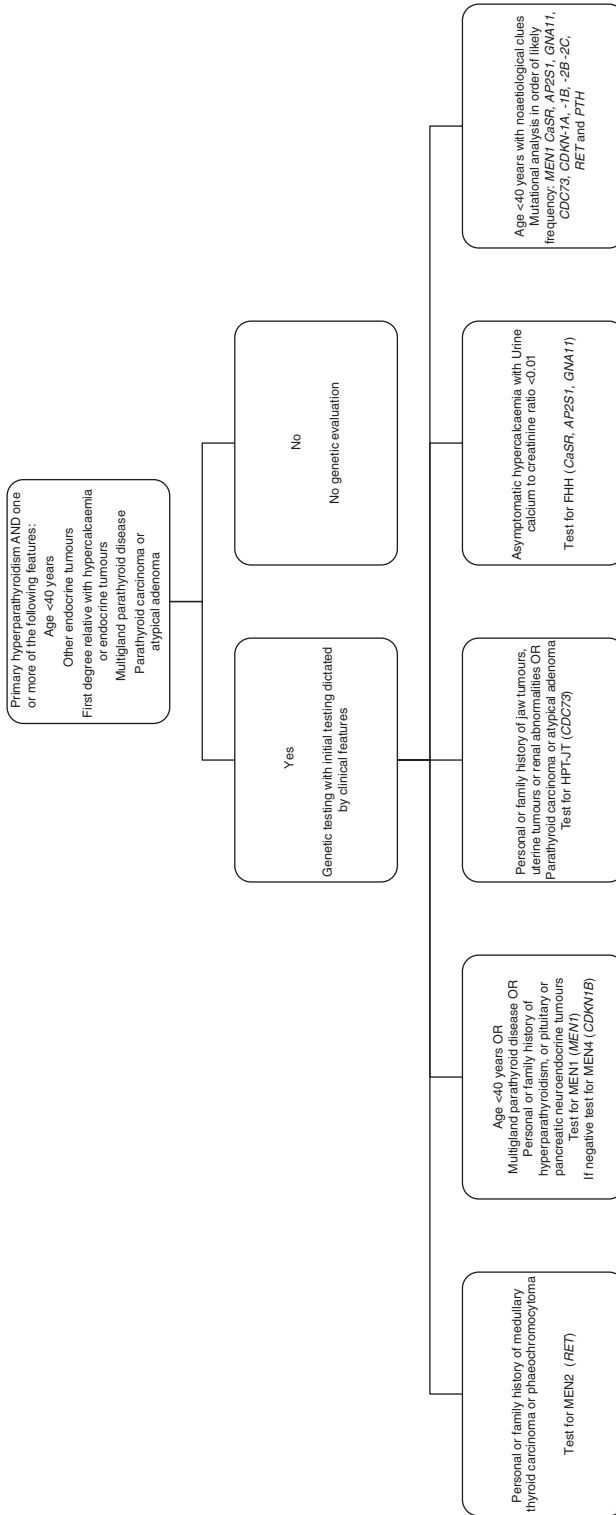 Primary hyperparathyroidism AND one
or more of the following features:
Age <40 years
Other endocrine tumours
First degree relative with hypercalcaemia
or endocrine tumours
Multigland parathyroid disease
Parathyroid carcinoma or
atypical adenoma
Yes
Genetic testing with initial testing dictated
by clinical features
No
No genetic evaluation
Personal or family history of medullary
thyroid carcinoma or phaeochromocytoma
Test for MEN2 (RET)
Age <40 years OR
Multigland parathyroid disease OR
Personal or family history of
hyperparathyroidism, or pituitary or
pancreatic neuroendocrine tumours
Test for MEN1 (MEN1)
If negative test for MEN4 (CDKN1B)
Personal or family history of jaw tumours,
uterine tumours or renal abnormalities OR
Parathyroid carcinoma or atypical adenoma
Test for HPT-JT (CDC73)
Asymptomatic hypercalcaemia with Urine
calcium to creatinine ratio <0.01
Test for FHH (CaSR, AP2S1, GNA11)
Age <40 years with noaetiological clues
Mutational analysis in order of likely
frequency: MEN1 CaSR, AP2S1, GNA11,
CDC73, CDKN-1A, -1B, -2B -2C,
RET and PTH